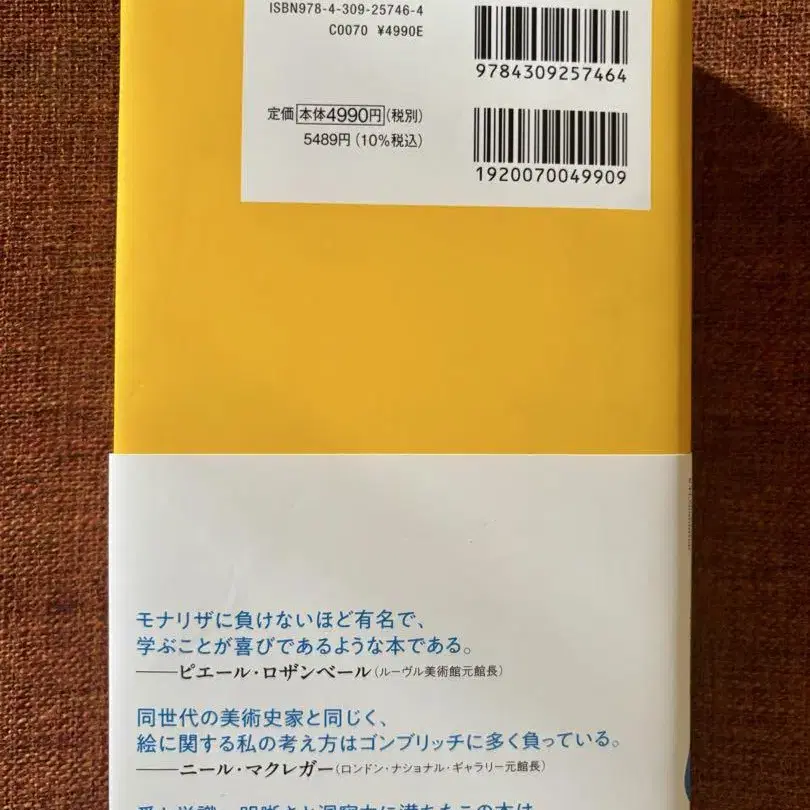 ISBN978-4-309-25746-4
C0070 ¥4990E
9784309257464
定価 本体4990円(税別)
5489円(10%税込)
1920070049909
モナリザに負けないほど有名で、
学ぶことが喜びであるような本である。
——ピエール・ロザンベール(ルーヴル美術館元館長)
同世代の美術史家と同じく、
絵に関する私の考え方はゴンブリッチに多く負っている。
——ニール・マクレガー(ロンドン・ナショナル・ギャラリー元館長)